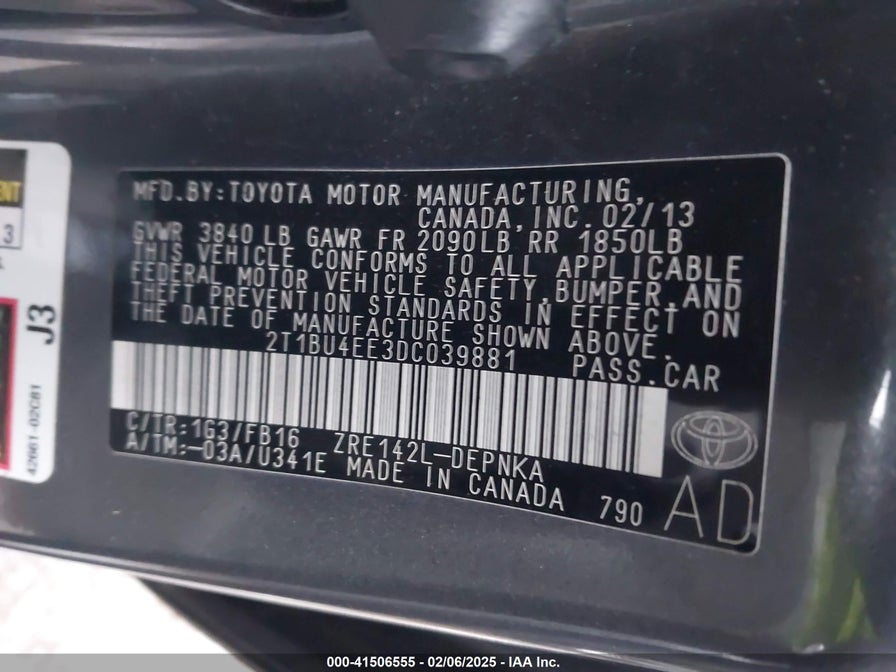 MFD.BY:TOYOTA MOTOR MANUFACTURING,
CANADA,INC.02/13
GVWR 3840 LB GAWR FR 2090LB RR 1850LB
THIS VEHICLE CONFORMS TO ALL APPLICABLE
FEDERAL MOTOR VEHICLE SAFETY,BUMPER,AND
THEFT PREVENTION STANDARDS IN EFFECT ON
THE DATE OF MANUFACTURE SHOWN ABOVE.
2T1BU4EE3DC039881 PASS.CAR
C/TR:1G3/FB16 ZRE142L-DEPNKA
A/TM:-03A/U341E MADE IN CANADA 790
AD
J3
42661-02C81
000-41506555 - 02/06/2025 - IAA Inc.